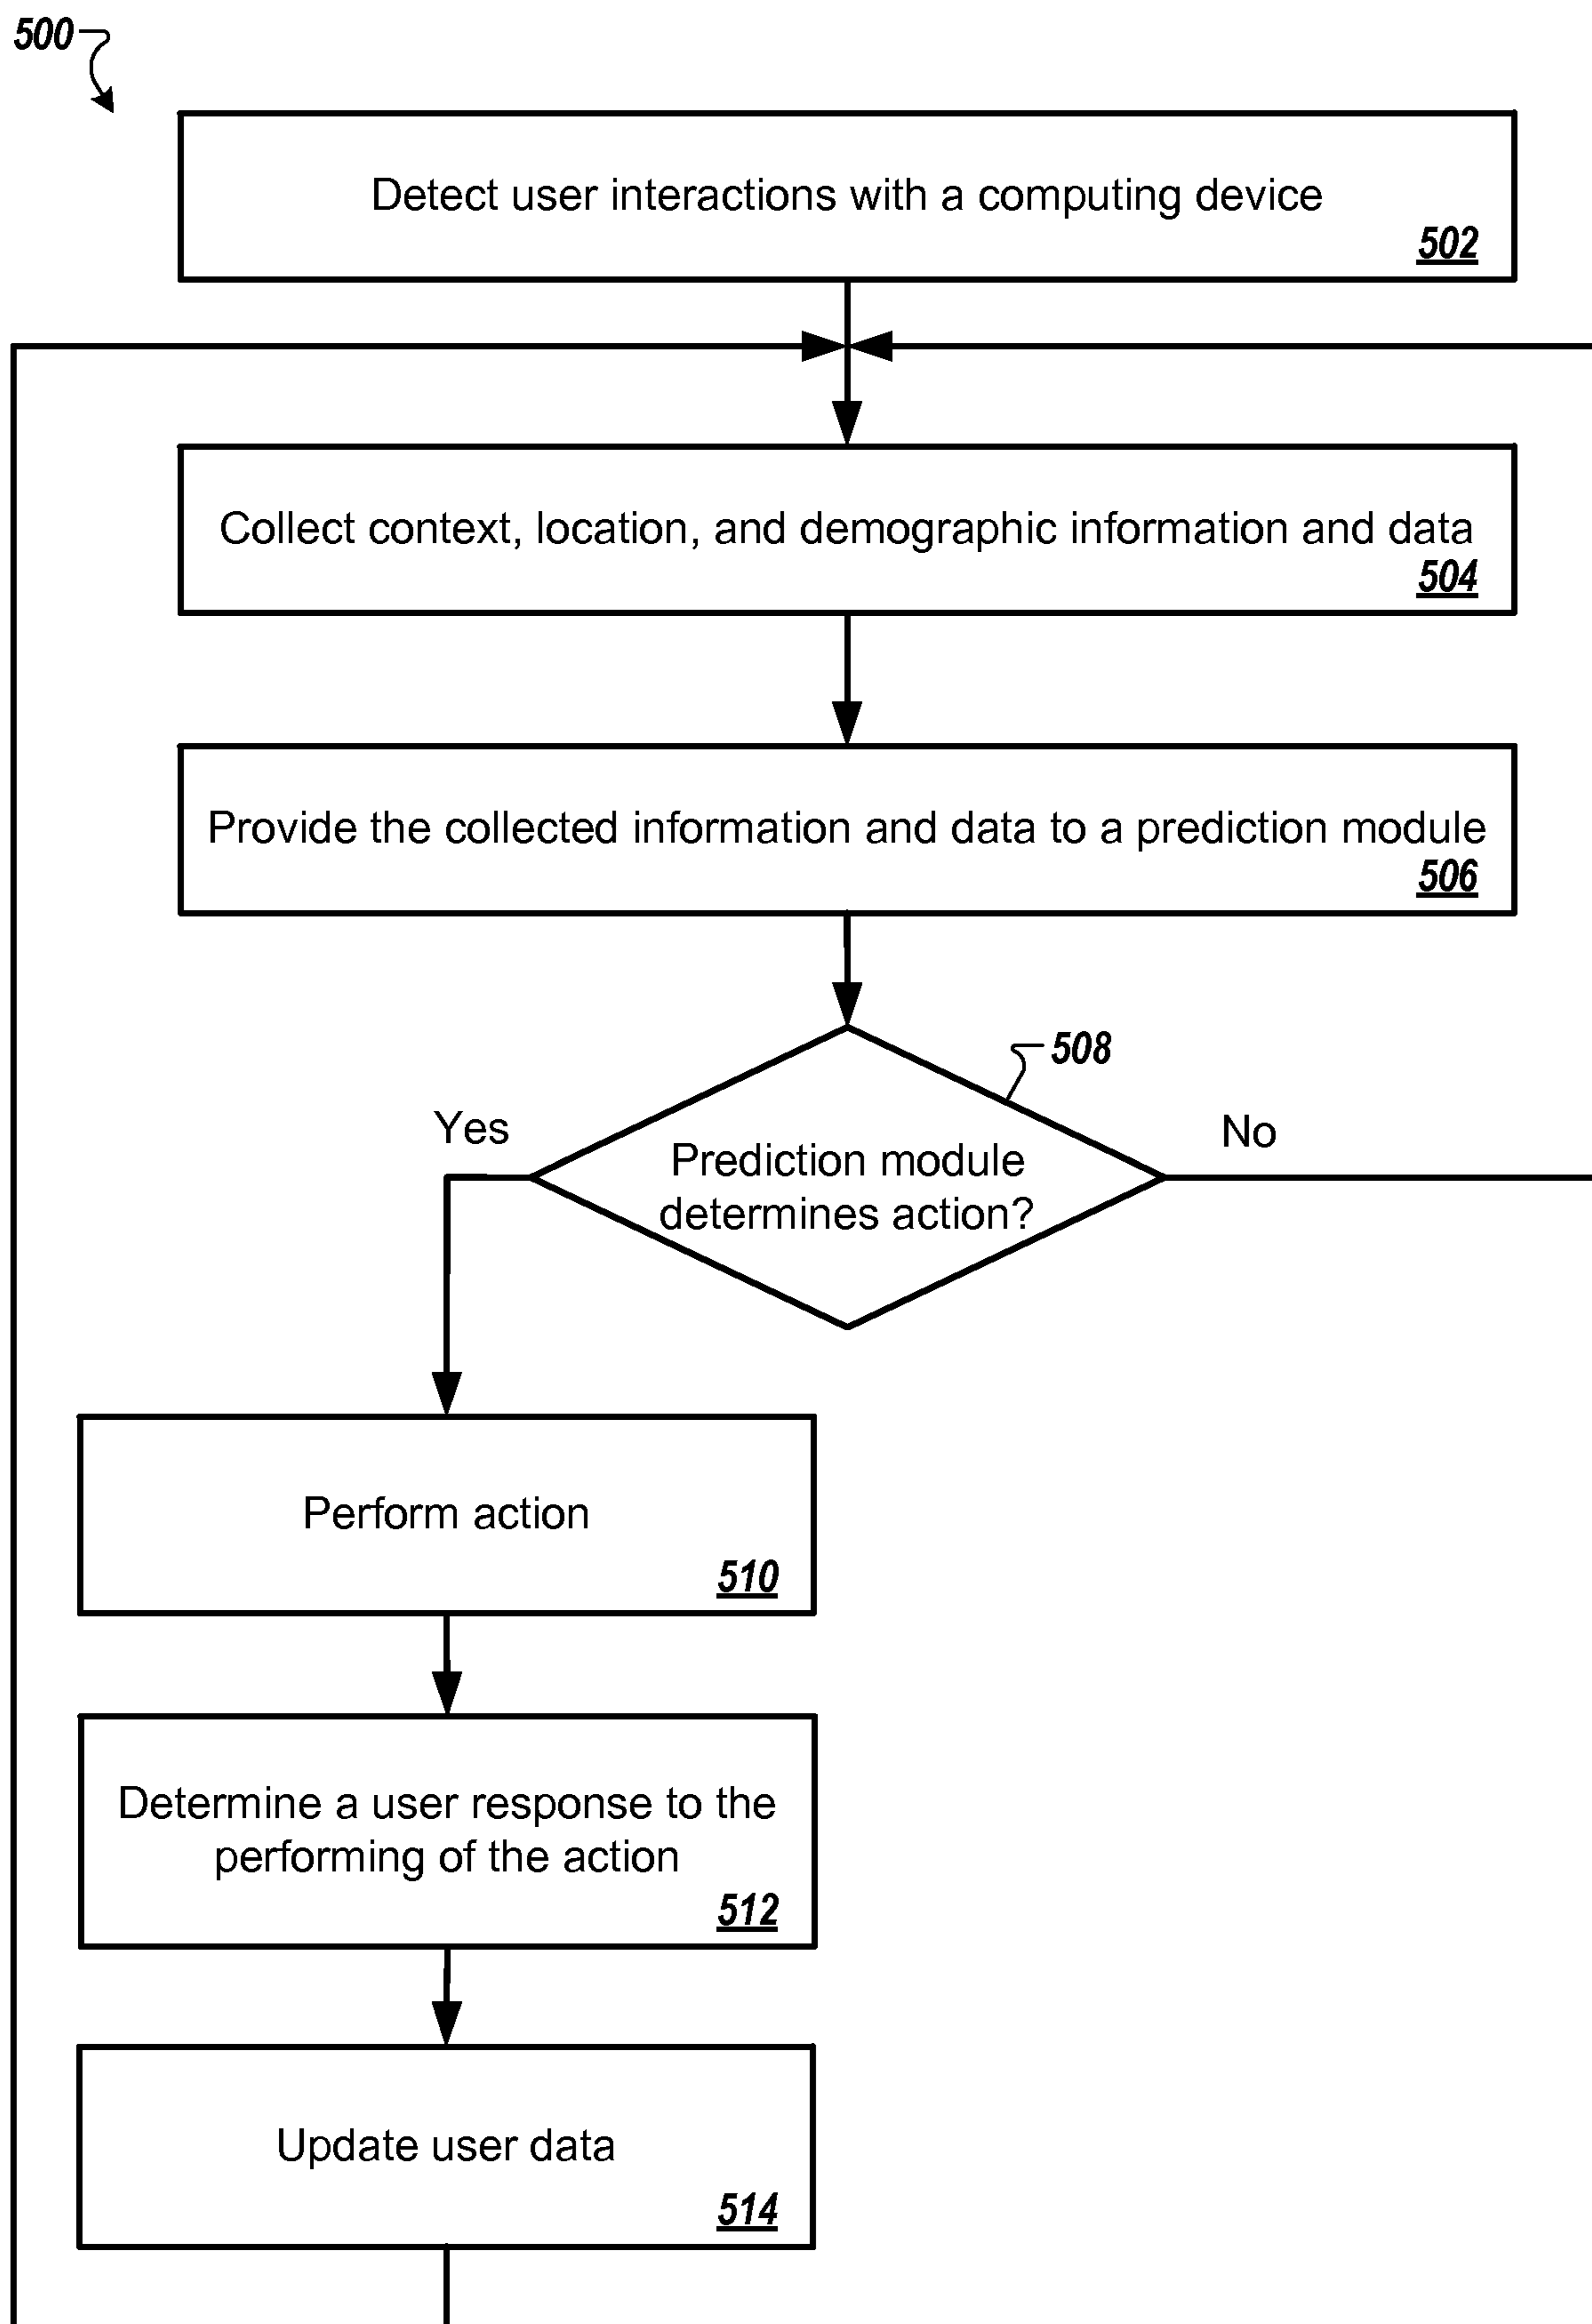 500
Detect user interactions with a computing device
502
Collect context, location, and demographic information and data
504
Provide the collected information and data to a prediction module
506
508
Yes
No
Prediction module
determines action?
Perform action
510
Determine a user response to the
performing of the action
512
Update user data
514